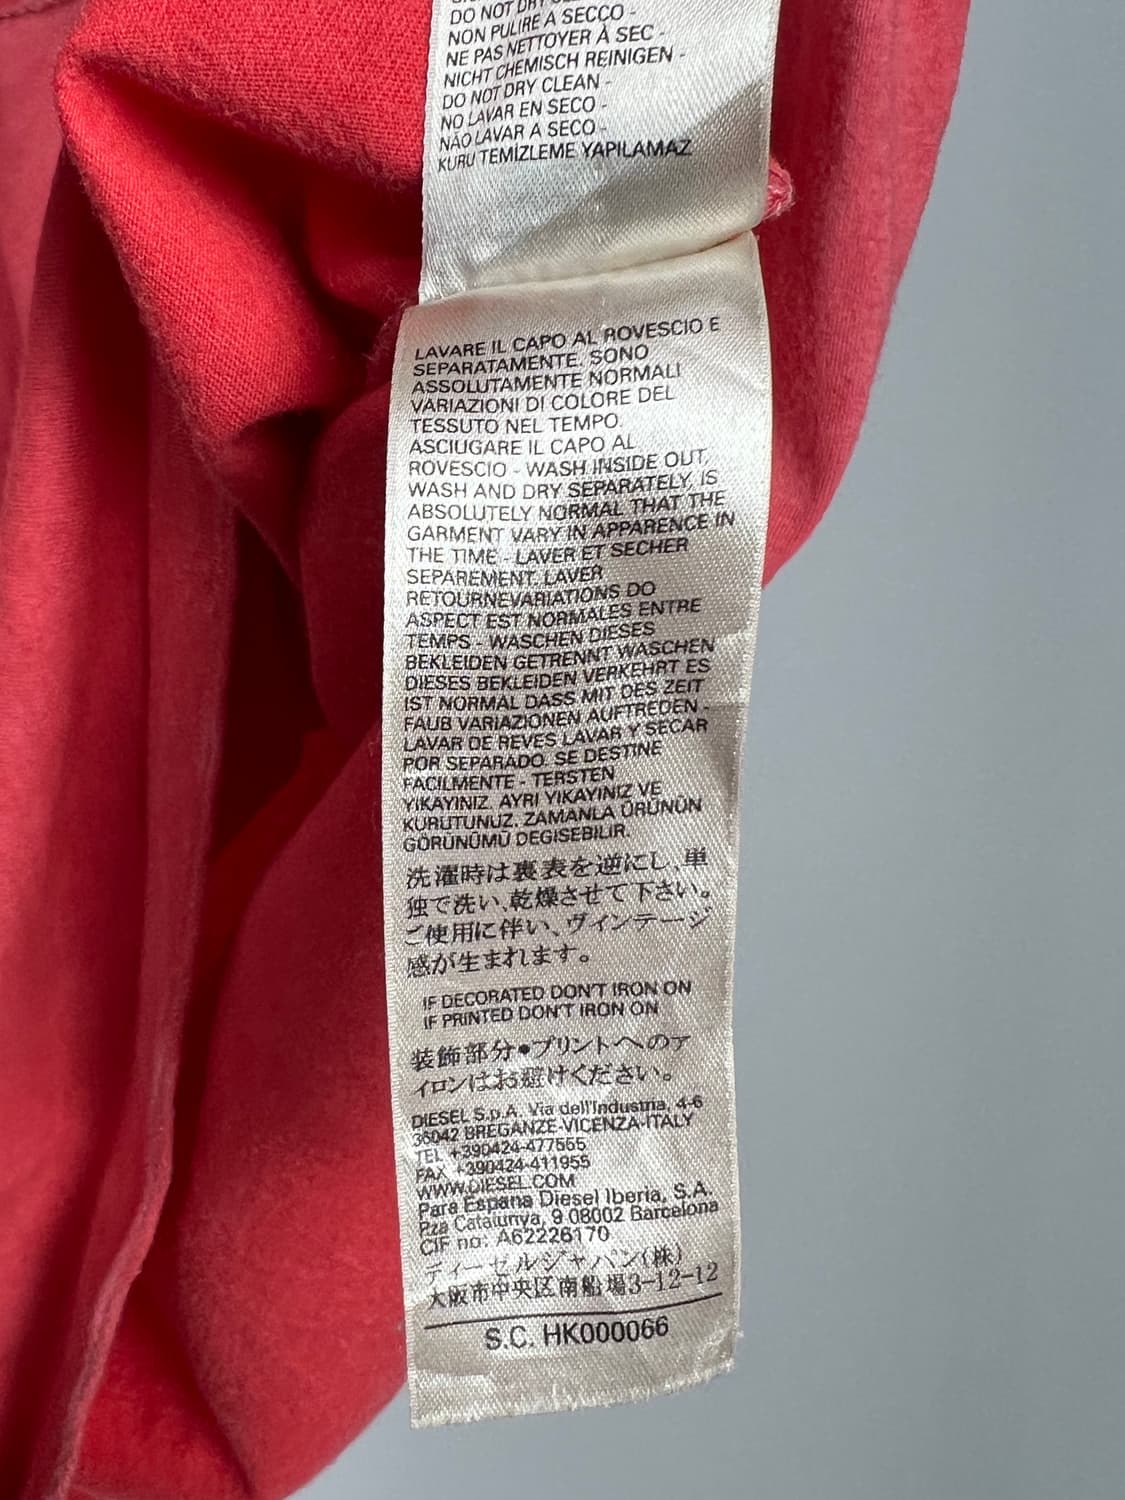 DO NOT DRY
NON PULIRE A SECCO -
NE PAS NETTOYER À SEC -
NICHT CHEMISCH REINIGEN -
DO NOT DRY CLEAN -
NO LAVAR EN SECO -
NÃO LAVAR A SECO -
KURU TEMIZLEME YAPILAMAZ
LAVARE IL CAPO AL ROVESCIO E
SEPARATAMENTE. SONO
ASSOLUTAMENTE NORMALI
VARIAZIONI DI COLORE DEL
TESSUTO NEL TEMPO.
ASCIUGARE IL CAPO AL
ROVESCIO - WASH INSIDE OUT,
WASH AND DRY SEPARATELY. IS
ABSOLUTELY NORMAL THAT THE
GARMENT VARY IN APPARENCE IN
THE TIME - LAVER ET SECHER
SEPAREMENT. LAVER
RETOURNEVARIATIONS DO
ASPECT EST NORMALES ENTRE
TEMPS - WASCHEN DIESES
BEKLEIDEN GETRENNT WASCHEN
DIESES BEKLEIDEN VERKEHRT ES
IST NORMAL DASS MIT DES ZEIT
FAUB VARIAZIONEN AUFTREDEN -
LAVAR DE REVES LAVAR Y SECAR
POR SEPARADO. SE DESTINE
FACILMENTE - TERSTEN
YIKAYINIZ. AYRI YIKAYINIZ VE
KURUTUNUZ. ZAMANLA ÜRÜNÜN
GÖRÜNÜMÜ DEGISEBILIR.
洗濯時は裏表を逆にし、単
独で洗い、乾燥させて下さい。
ご使用に伴い、ヴィンテージ
感が生まれます。
IF DECORATED DON'T IRON ON
IF PRINTED DON'T IRON ON
装飾部分●プリントへのア
イロンはお避けください。
DIESEL S.p.A. Via dell'Industria, 4-6
36042 BREGANZE-VICENZA-ITALY
TEL +390424-477555
FAX +390424-411955
WWW.DIESEL.COM
Para Espana Diesel Iberia, S.A.
Pza Catalunya, 9 08002 Barcelona
CIF no: A62226170
ディーゼルジャパン(株)
大阪市中央区南船場3-12-12
S.C. HK000066